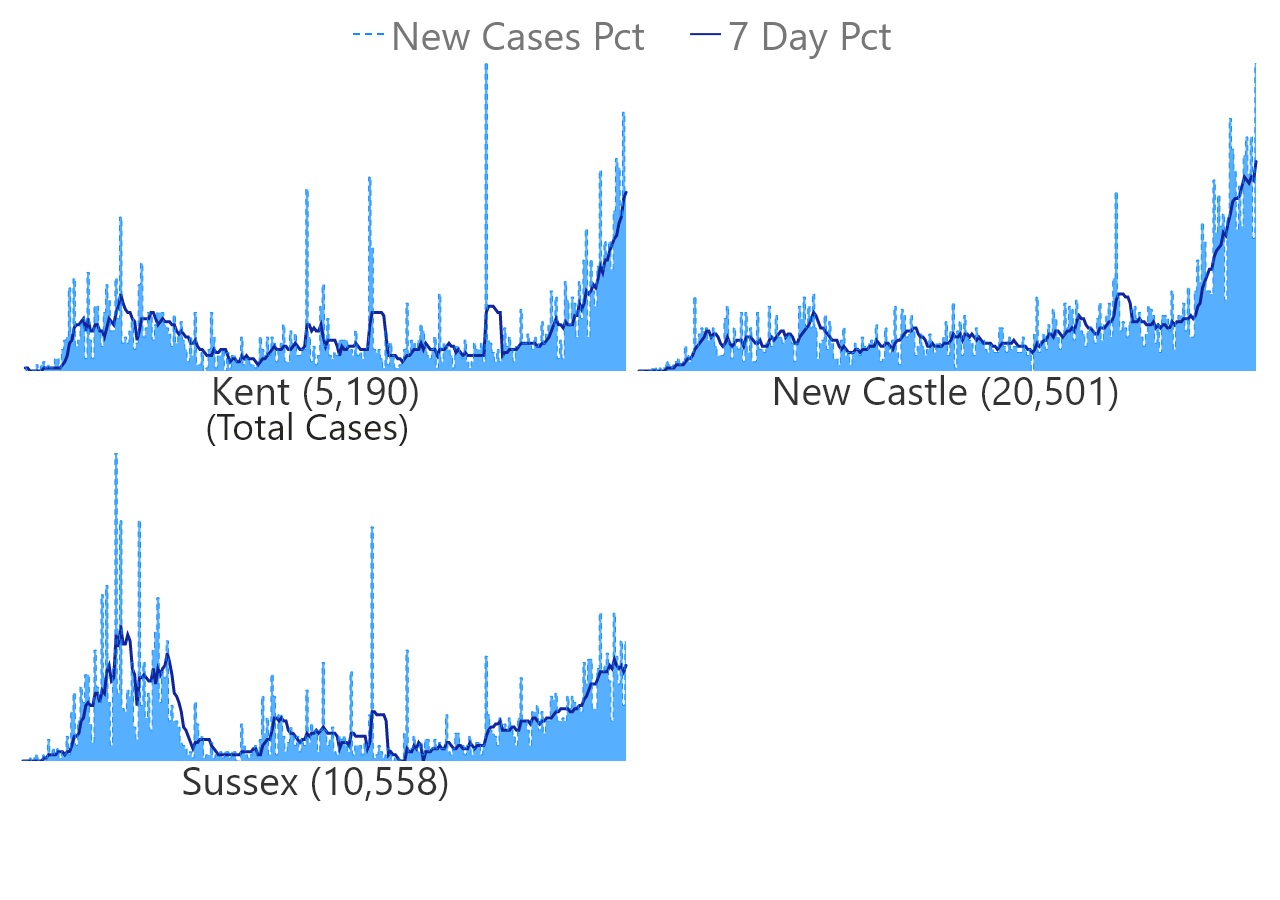 New Cases Pct 7 Day Pct
Kent (5,190)
(Total Cases)
New Castle (20,501)
Sussex (10,558)